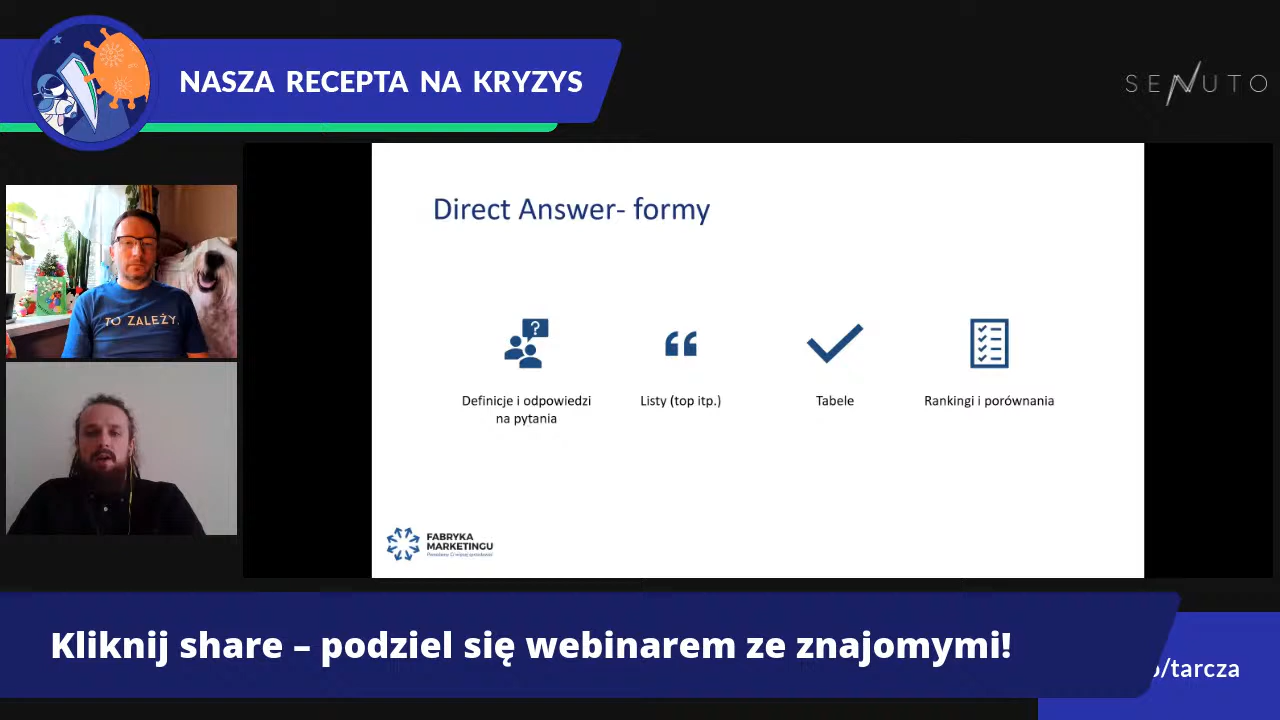 NASZA RECEPTA NA KRYZYS
SENUTO
TO ZALEŻY.
Direct Answer- formy
?
Definicje i odpowiedzi
na pytania
Listy (top itp.)
Tabele
Rankingi i porównania
FABRYKA
MARKETINGU
Kliknij share – podziel się webinarem ze znajomymi!
/tarcza